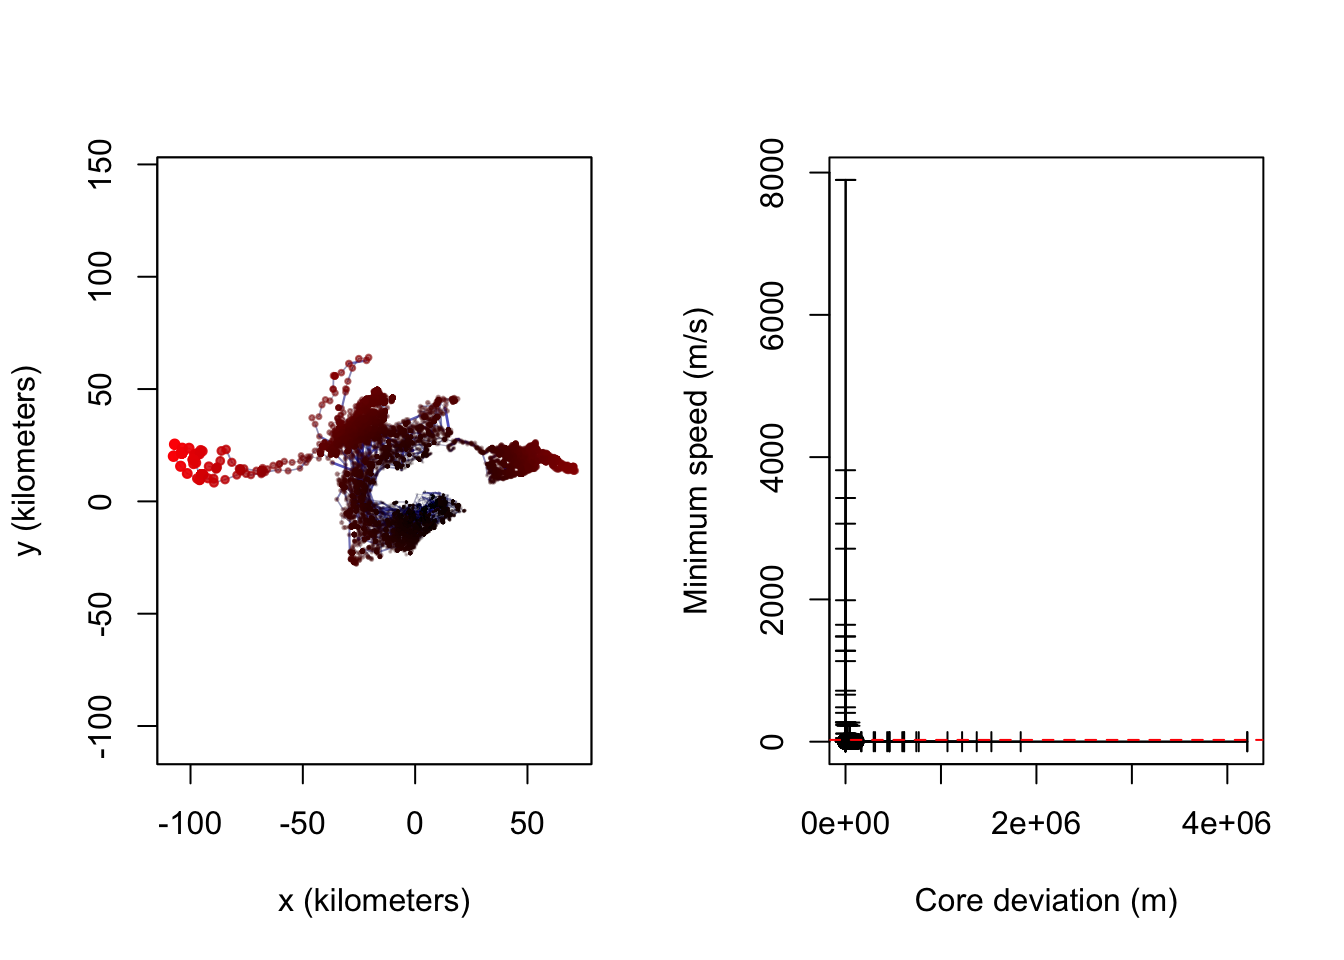 y (kilometers)
150
100
50
0
-50
-100
-100
-50
0
50
x (kilometers)
Minimum speed (m/s)
8000
6000
4000
2000
0
0e+00
2e+06
4e+06
Core deviation (m)